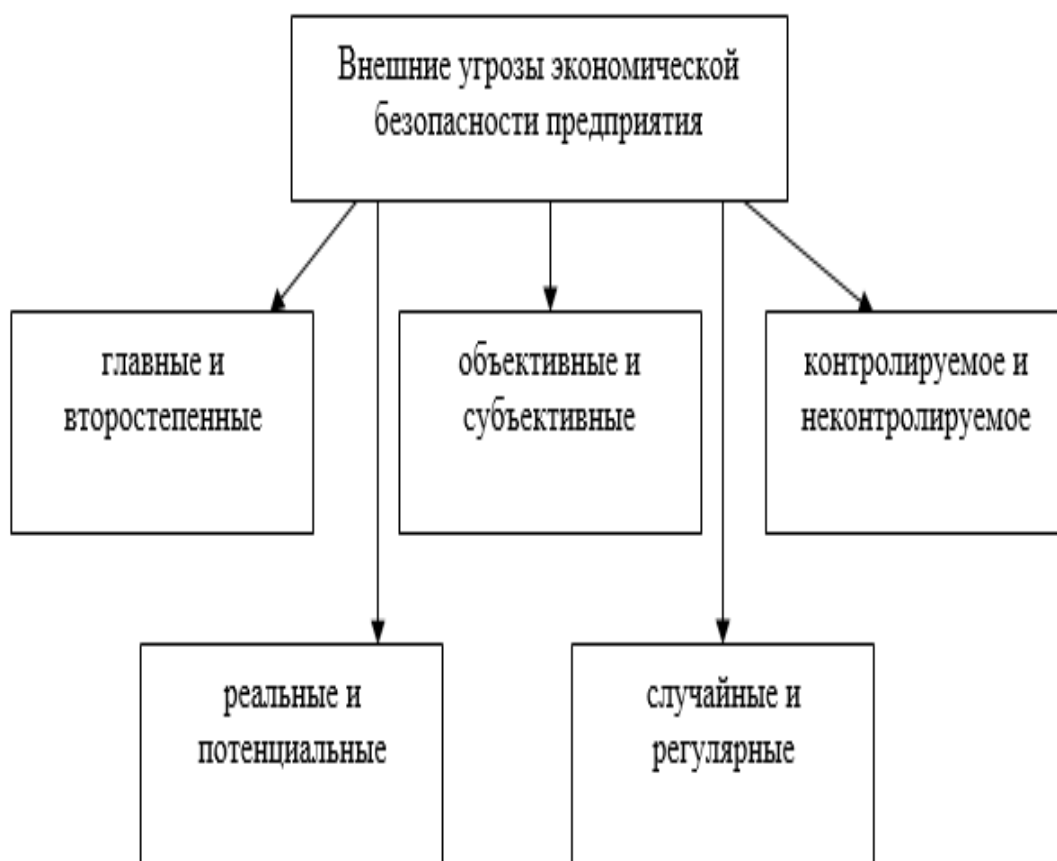 Внешние угрозы экономической
безопасности предприятия
главные и
второстепенные
объективные и
субъективные
контролируемое и
неконтролируемое
реальные и
потенциальные
случайные и
регулярные